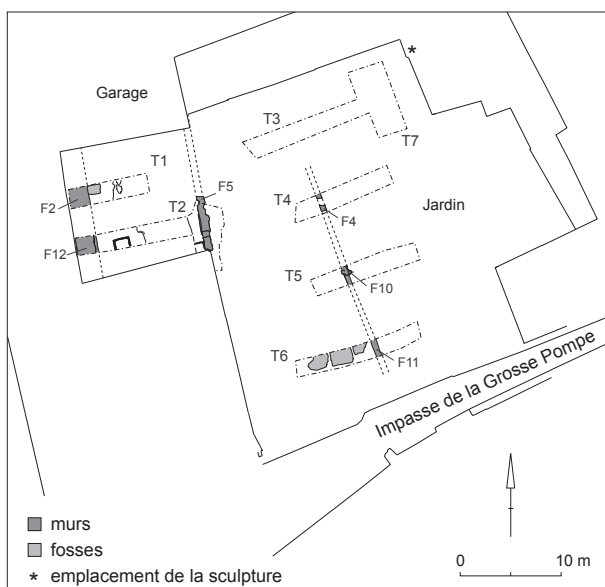 Garage
T1
T3
T7
F5
T2
F2
T4
F4
Jardin
F12
T5
F10
T6
F11
Impasse de la Grosse Pompe
murs
fosses
* emplacement de la sculpture
0 10 m
*